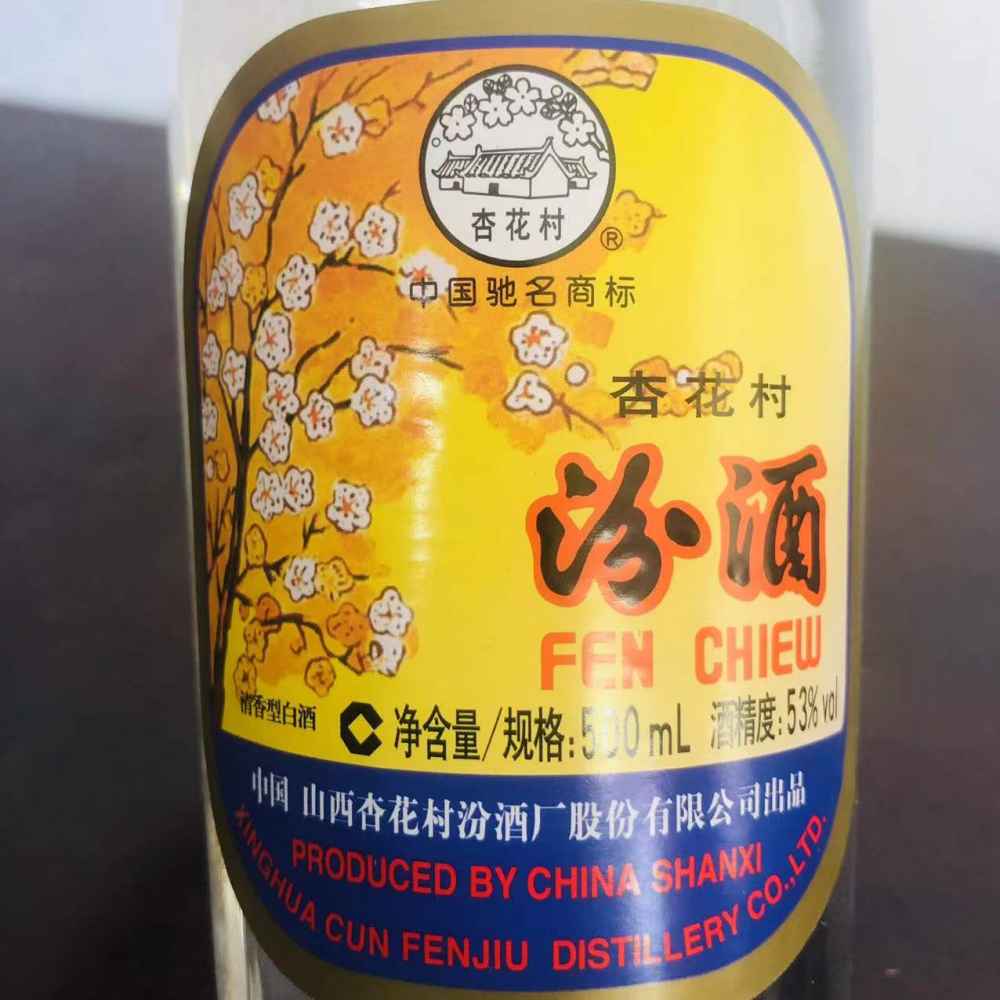 杏花村
®
中国驰名商标
杏花村
汾酒
FEN CHIEW
清香型白酒 净含量/规格:500mL 酒精度:53%vol
中国 山西杏花村汾酒厂股份有限公司出品
PRODUCED BY CHINA SHANXI
XINGHUA CUN FENJIU DISTILLERY CO.,LTD.